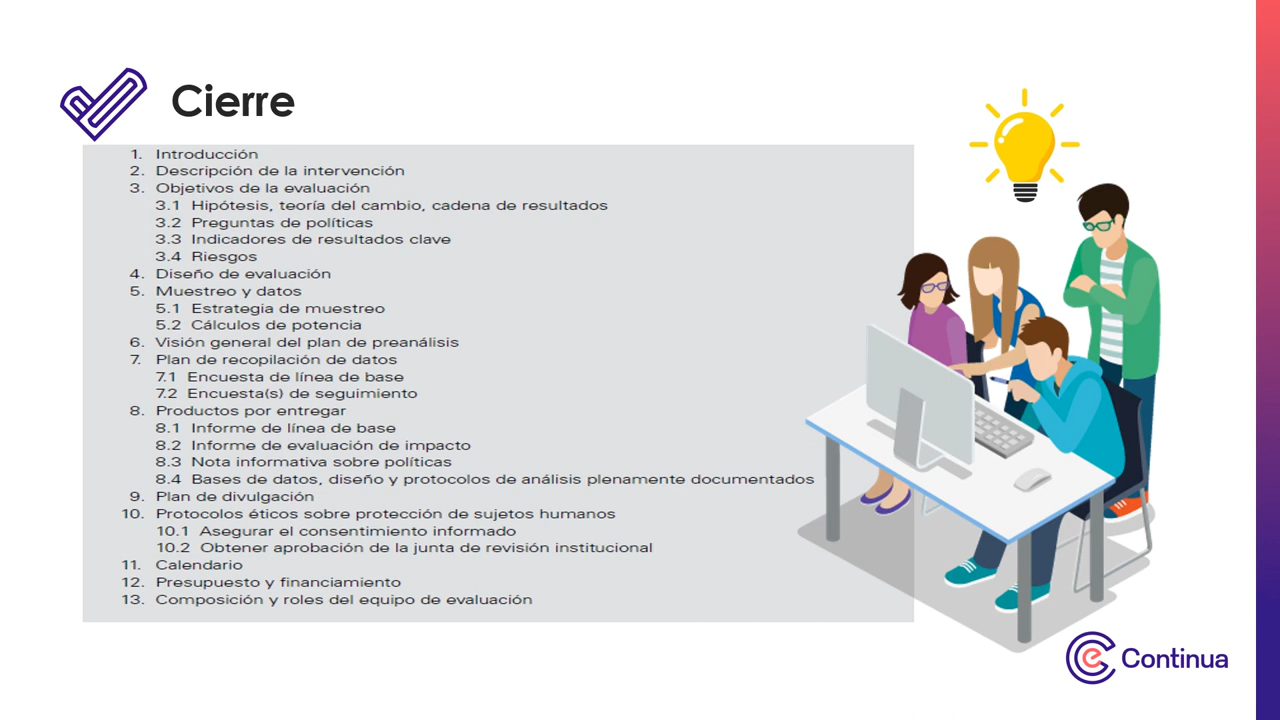 Cierre
1. Introducción
2. Descripción de la intervención
3. Objetivos de la evaluación
3.1 Hipótesis, teoría del cambio, cadena de resultados
3.2 Preguntas de políticas
3.3 Indicadores de resultados clave
3.4 Riesgos
4. Diseño de evaluación
5. Muestreo y datos
5.1 Estrategia de muestreo
5.2 Cálculos de potencia
6. Visión general del plan de preanálisis
7. Plan de recopilación de datos
7.1 Encuesta de línea de base
7.2 Encuesta(s) de seguimiento
8. Productos por entregar
8.1 Informe de línea de base
8.2 Informe de evaluación de impacto
8.3 Nota informativa sobre políticas
8.4 Bases de datos, diseño y protocolos de análisis plenamente documentados
9. Plan de divulgación
10. Protocolos éticos sobre protección de sujetos humanos
10.1 Asegurar el consentimiento informado
10.2 Obtener aprobación de la junta de revisión institucional
11. Calendario
12. Presupuesto y financiamiento
13. Composición y roles del equipo de evaluación
Continua